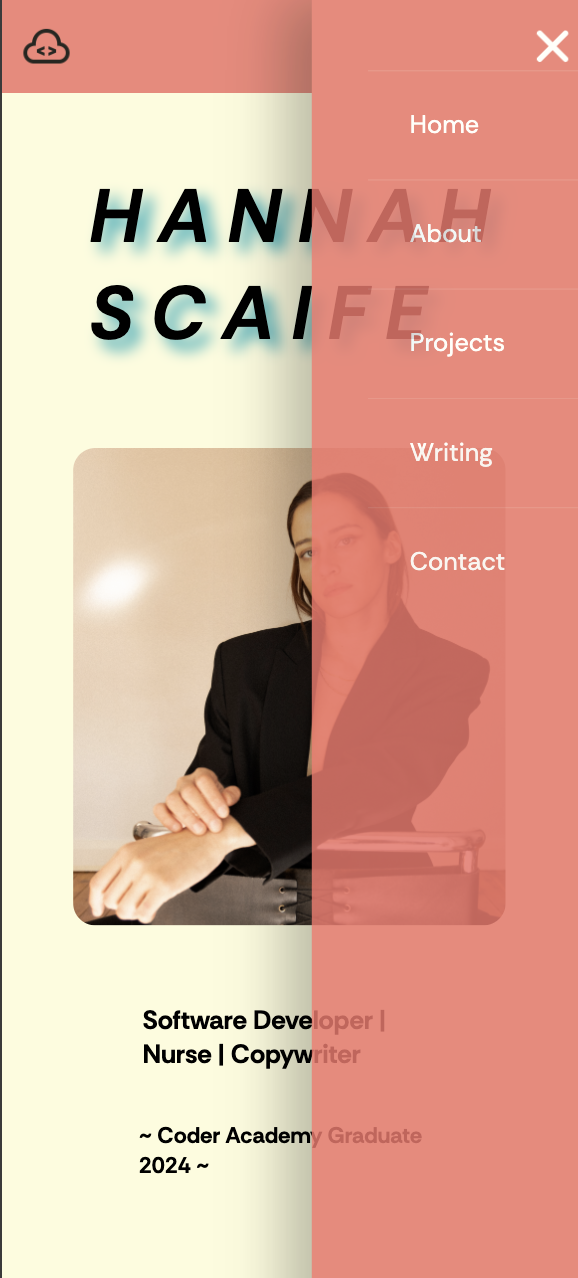 <>
Home
About
Projects
Writing
Contact
HANNAH
SCAIFE
Software Developer |
Nurse | Copywriter
~ Coder Academy Graduate
2024 ~